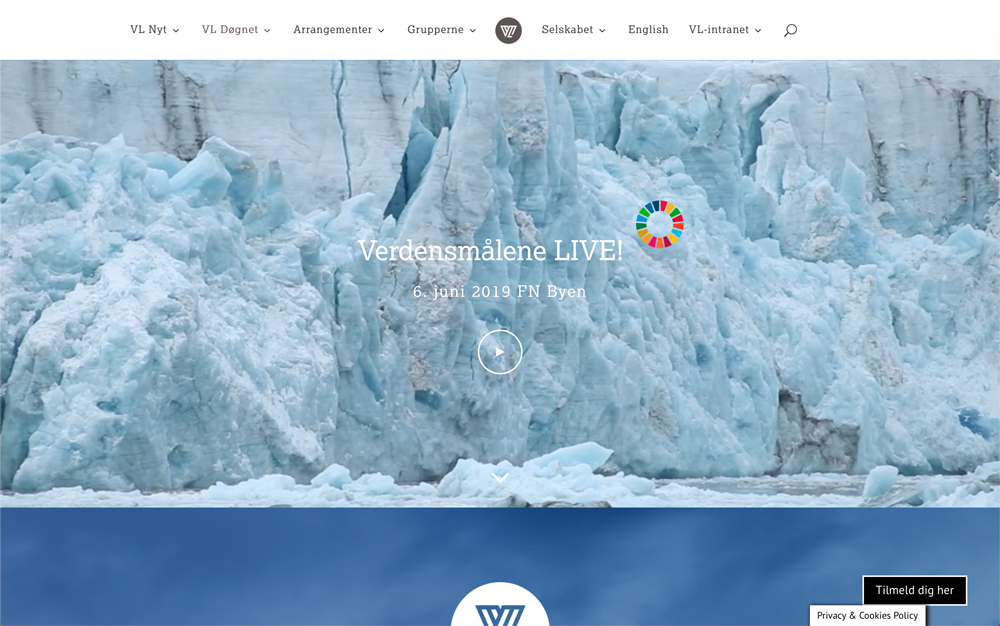 VL Nyt
VL Døgnet
Arrangementer
Grupperne
VL
Selskabet
English
VL-intranet
Verdensmålene LIVE!
6. juni 2019 FN Byen
Tilmeld dig her
Privacy & Cookies Policy